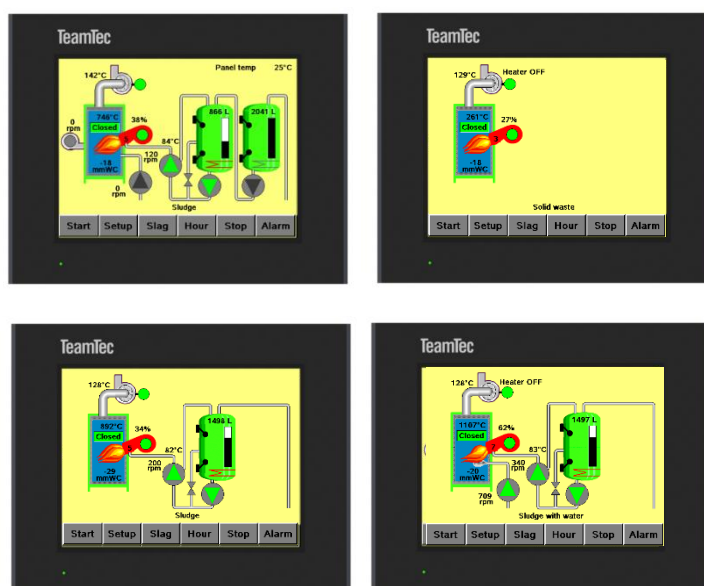 TeamTec
Panel temp 25°C
142°C
0 rpm
746°C
Closed
38%
-18 mmWC
120 rpm
84°C
866 L
2041 L
0 rpm
Sludge
Start Setup Slag Hour Stop Alarm
TeamTec
129°C Heater OFF
261°C
Closed
27%
-18 mmWC
Solid waste
Start Setup Slag Hour Stop Alarm
TeamTec
128°C
892°C
Closed
34%
-29 mmWC
82°C
200 rpm
1498 L
Sludge
Start Setup Slag Hour Stop Alarm
TeamTec
128°C Heater OFF
1107°C
Closed
62%
-20 mmWC
83°C
340 rpm
1497 L
709 rpm
Sludge with water
Start Setup Slag Hour Stop Alarm